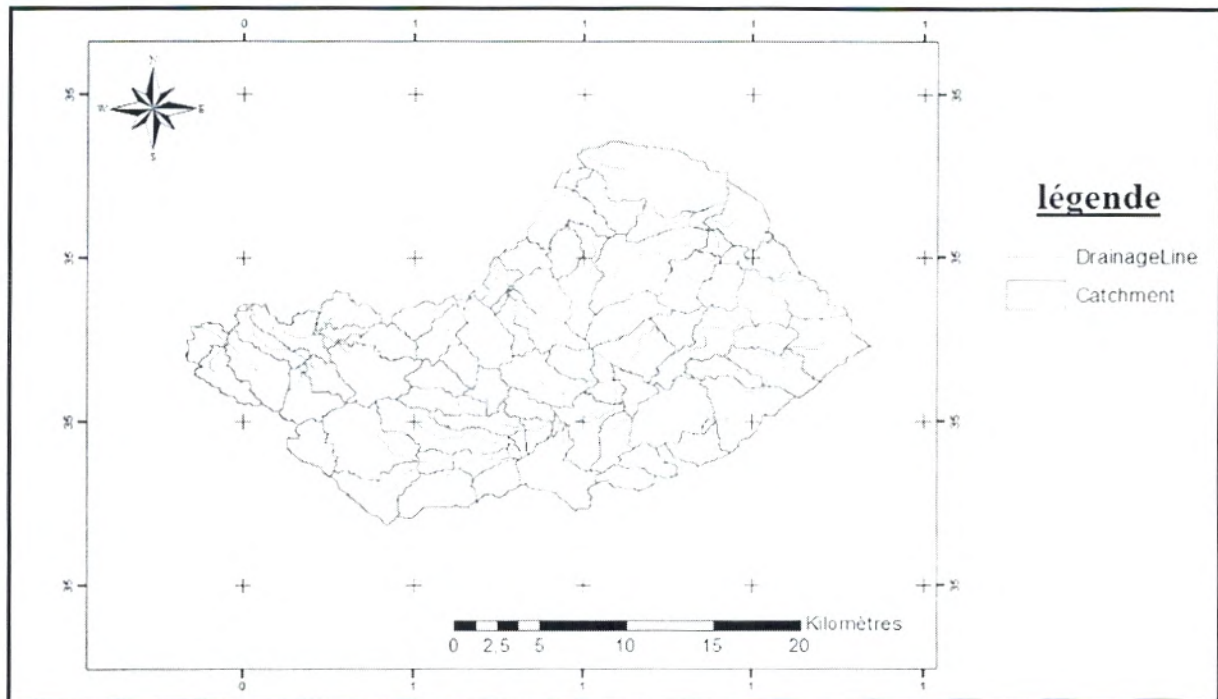 0 1 1 1 1
N
W E
S
35 35
35 35
35 35
35 35
légende
DrainageLine
Catchment
Kilomètres
0 2,5 5 10 15 20
0 1 1 1 1